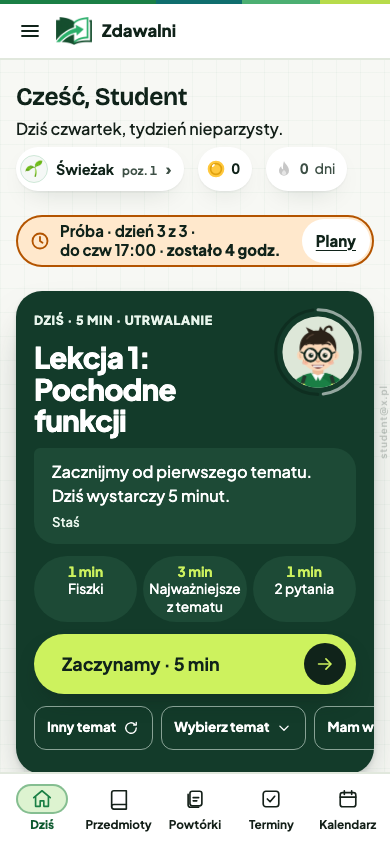 Zdawalni
Cześć, Student
Dziś czwartek, tydzień nieparzysty.
Świeżak poz. 1 ›
0
0 dni
Próba · dzień 3 z 3 ·
do czw 17:00 · zostało 4 godz.
Plany
DZIŚ · 5 MIN · UTRWALANIE
Lekcja 1:
Pochodne
funkcji
Zacznijmy od pierwszego tematu.
Dziś wystarczy 5 minut.
Staś
1 min
Fiszki
3 min
Najważniejsze
z tematu
1 min
2 pytania
Zaczynamy · 5 min
Inny temat
Wybierz temat
Mam w
student@x.pl
Dziś
Przedmioty
Powtórki
Terminy
Kalendarz